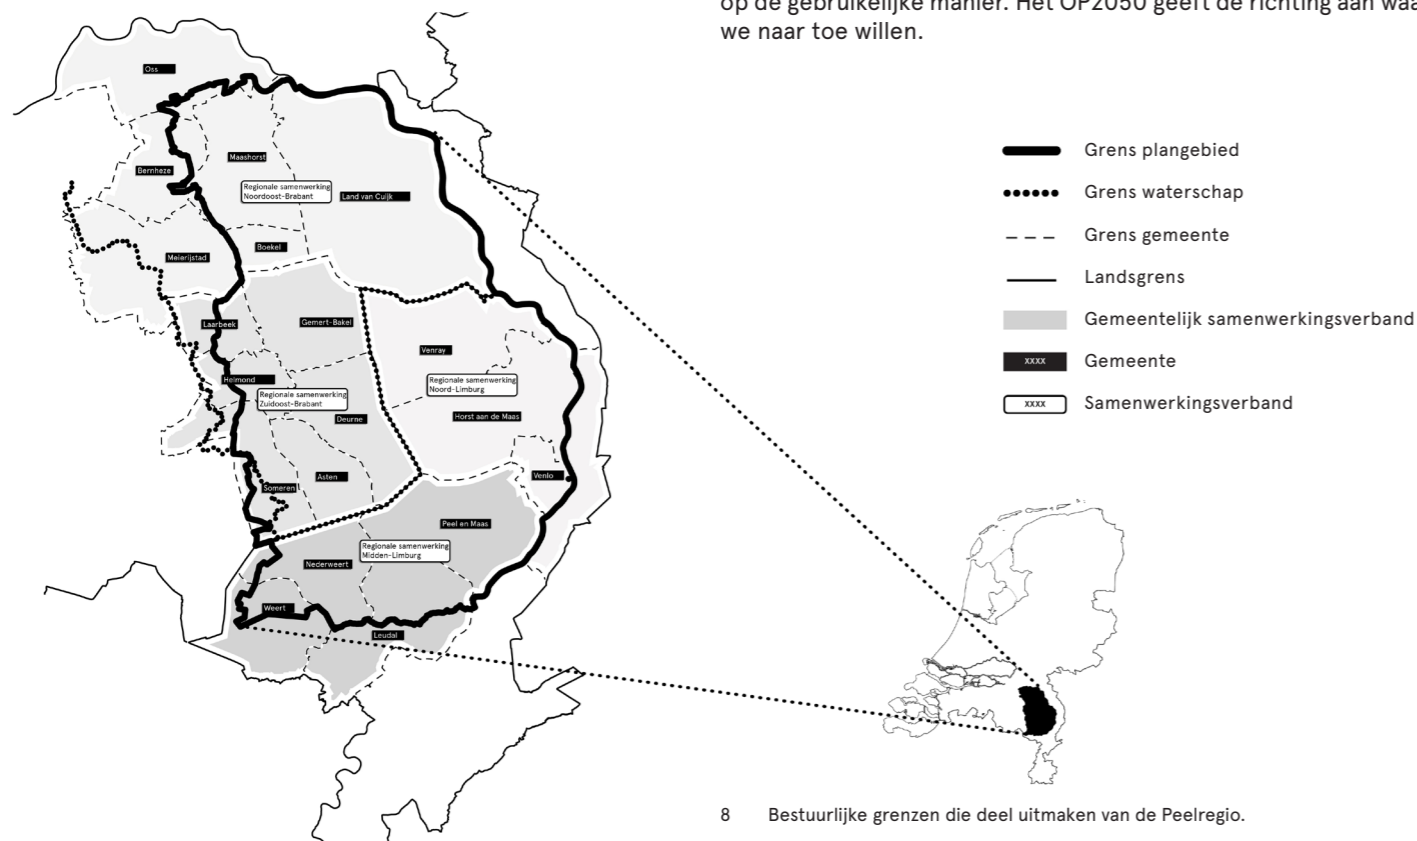 op de gebruikelijke manier. Het OP2050 geeft de richting aan
we naar toe willen.
Oss
Maashorst
Bernheze
Regionale samenwerking
Noordoost-Brabant
Land van Cuijk
Boekel
Meierijstad
Laarbeek
Gemert-Bakel
Venray
Helmond
Regionale samenwerking
Zuidoost-Brabant
Regionale samenwerking
Noord-Limburg
Deurne
Horst aan de Maas
Asten
Venlo
Someren
Peel en Maas
Regionale samenwerking
Midden-Limburg
Nederweert
Weert
Leudal
Grens plangebied
Grens waterschap
Grens gemeente
Landsgrens
Gemeentelijk samenwerkingsverband
xxxx Gemeente
xxxx Samenwerkingsverband
8 Bestuurlijke grenzen die deel uitmaken van de Peelregio.